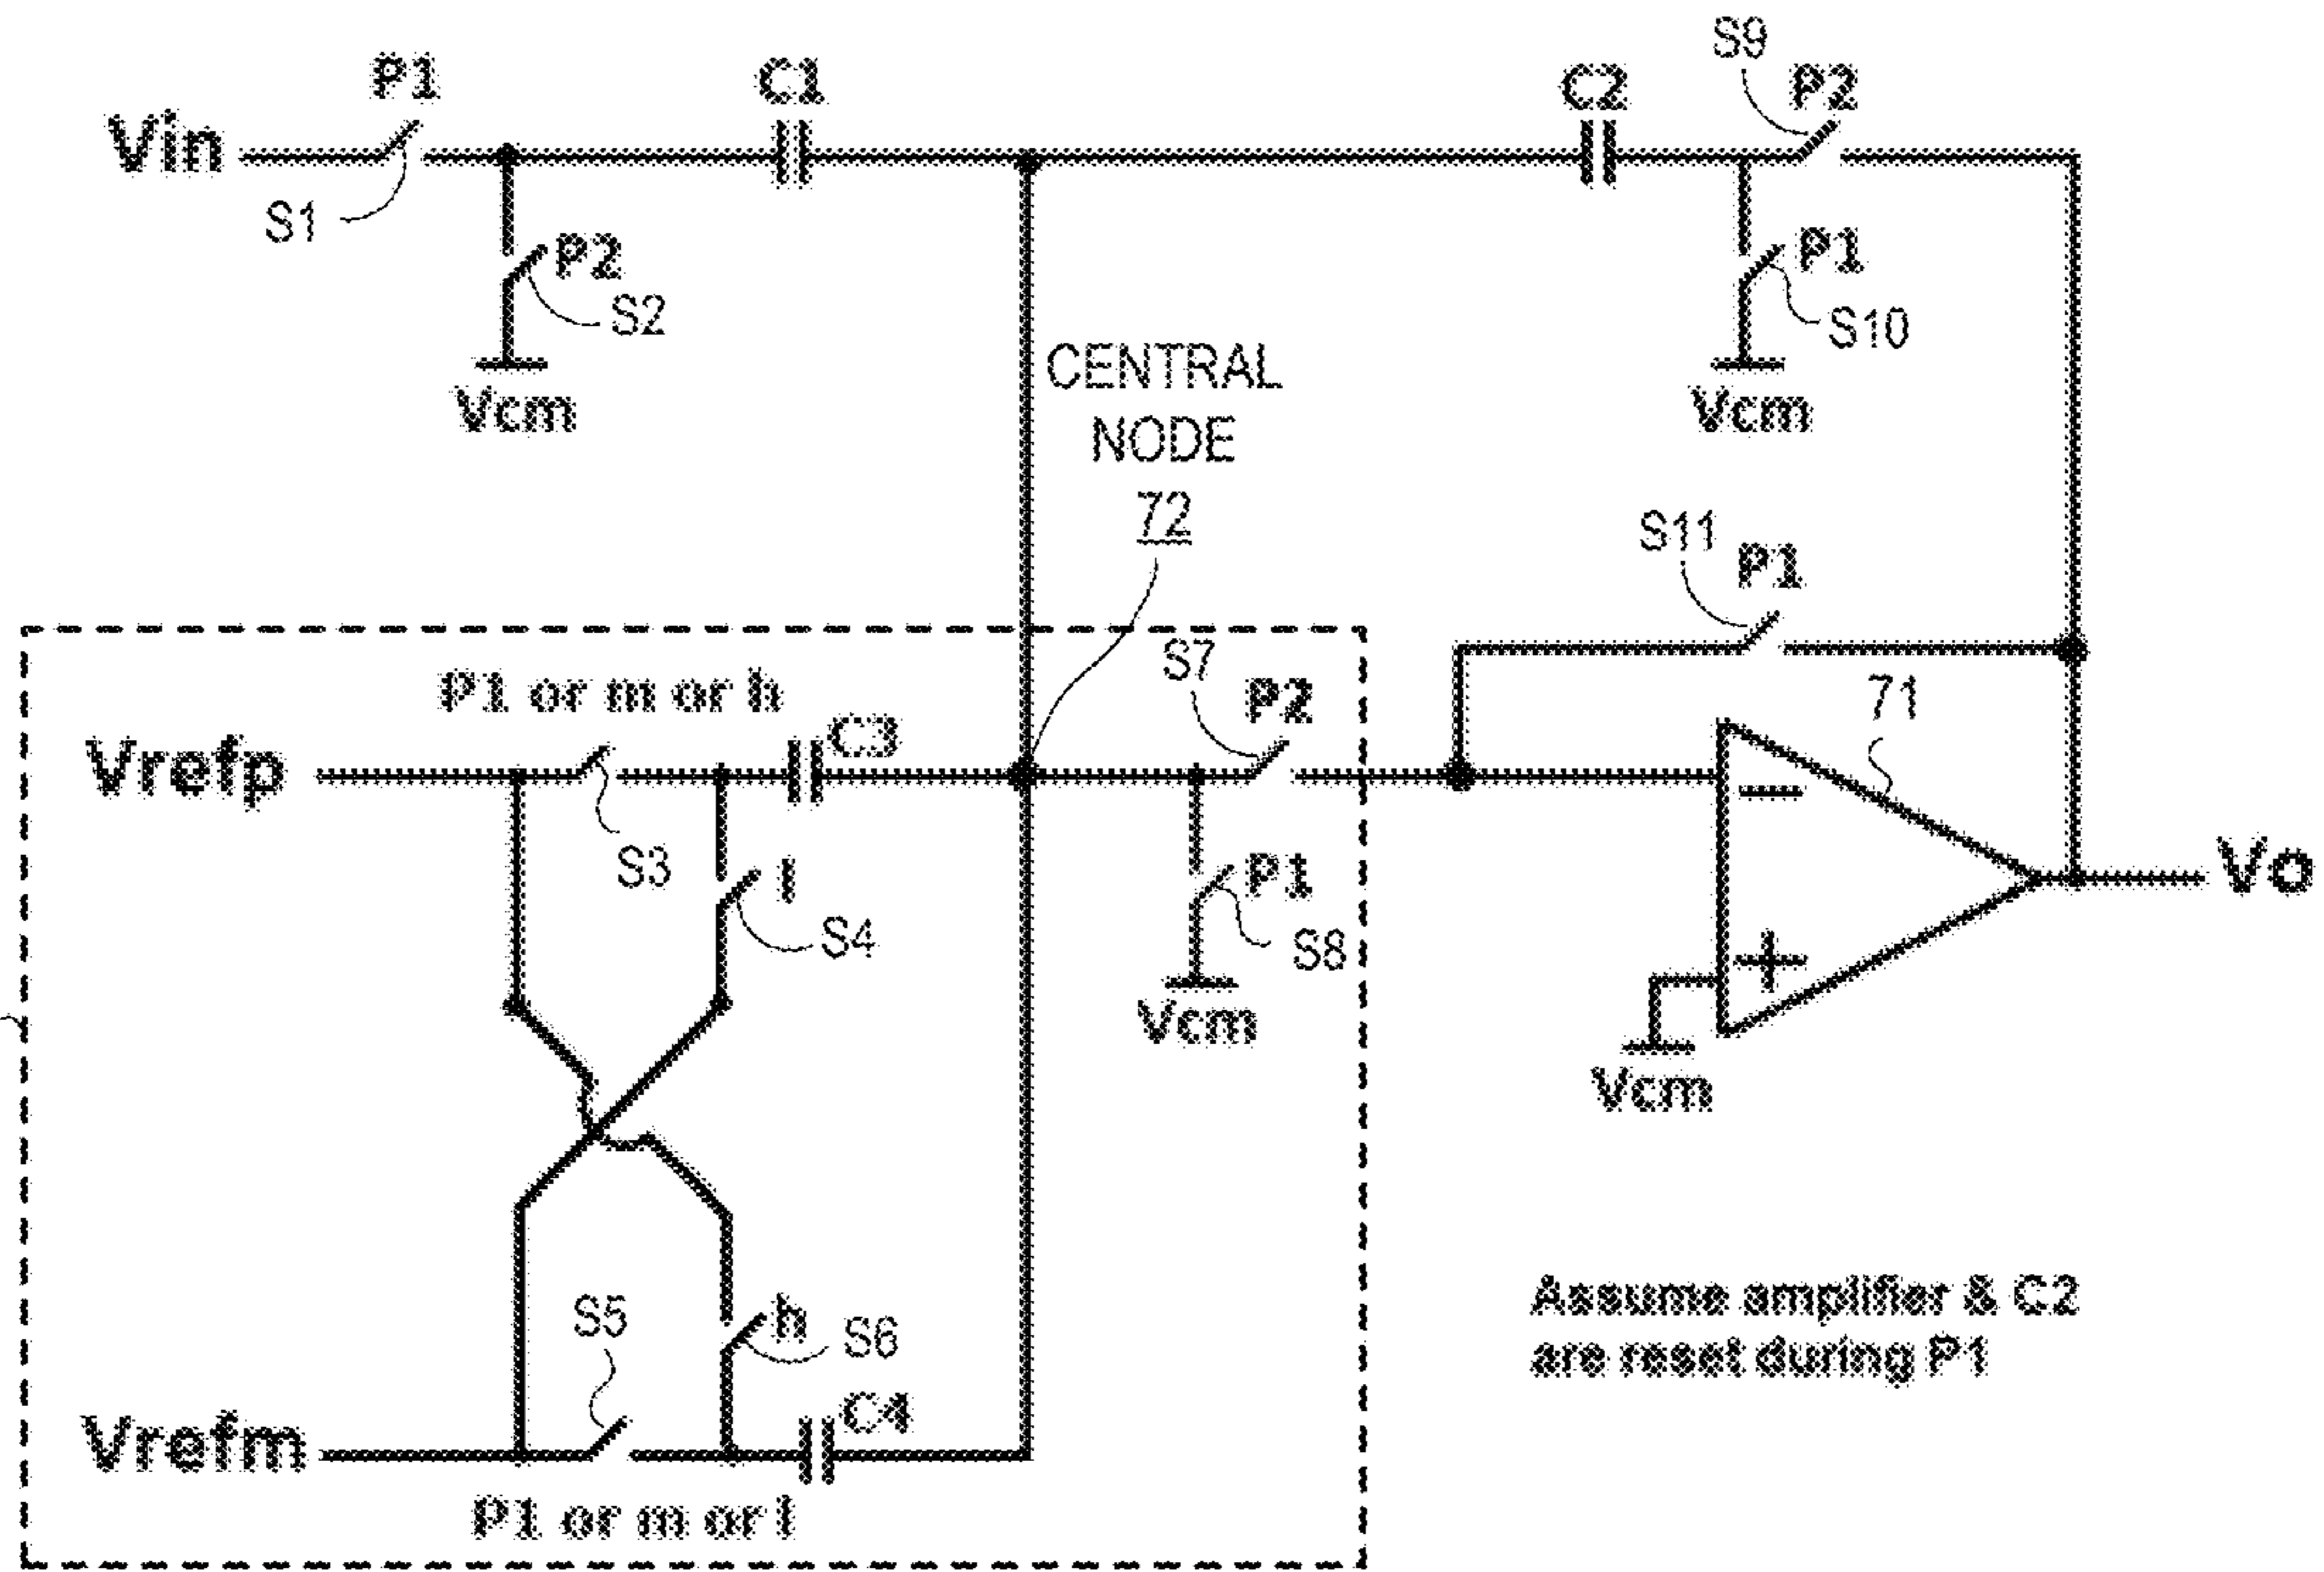 S9
P1
C1
C2
P2
Vin
S1
P2
S2
P1
S10
Vcm
Vcm
CENTRAL
NODE
72
S11
P1
S7
P1 or m or h
P2
71
Vrefp
C3
S3
l
S4
P1
S8
Vo
Vcm
Vcm
− 
+
S5
h
S6
Assume amplifier & C2
are reset during P1
C4
Vrefm
P1 or m or l